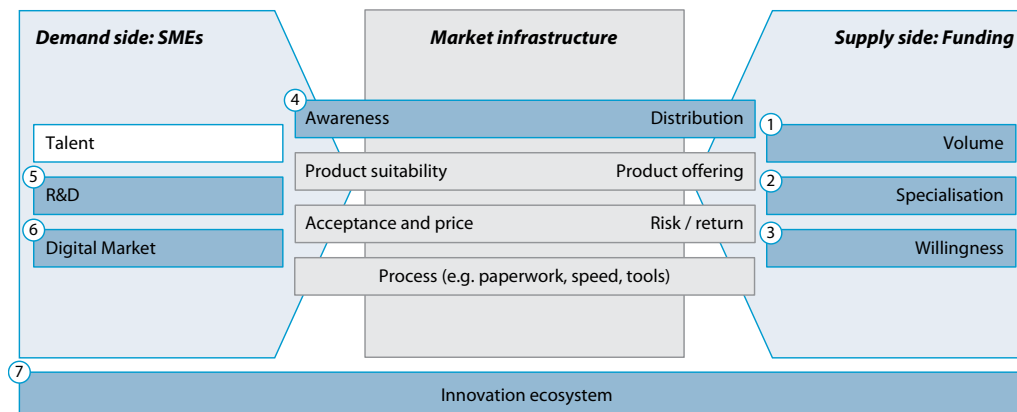 Demand side: SMEs
Market infrastructure
Supply side: Funding
4
Awareness Distribution
1
Talent
Volume
Product suitability Product offering
5
R&D
2
Specialisation
Acceptance and price Risk / return
6
Digital Market
3
Willingness
Process (e.g. paperwork, speed, tools)
7
Innovation ecosystem